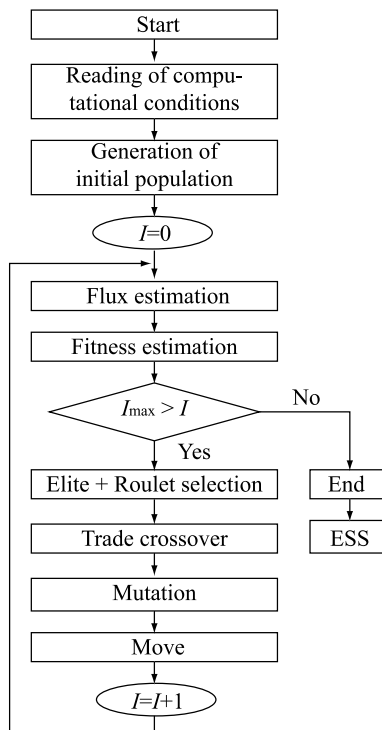 Start
Reading of compu-
tational conditions
Generation of
initial population
I=0
Flux estimation
Fitness estimation
Imax > I
No
Yes
Elite + Roulet selection
End
Trade crossover
ESS
Mutation
Move
I=I+1